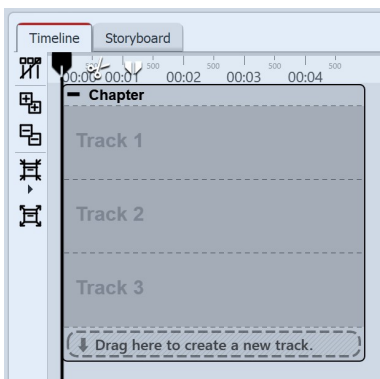 Timeline Storyboard
500 500 500 500 500
00:00 00:01 00:02 00:03 00:04
Chapter
Track 1
Track 2
Track 3
Drag here to create a new track.